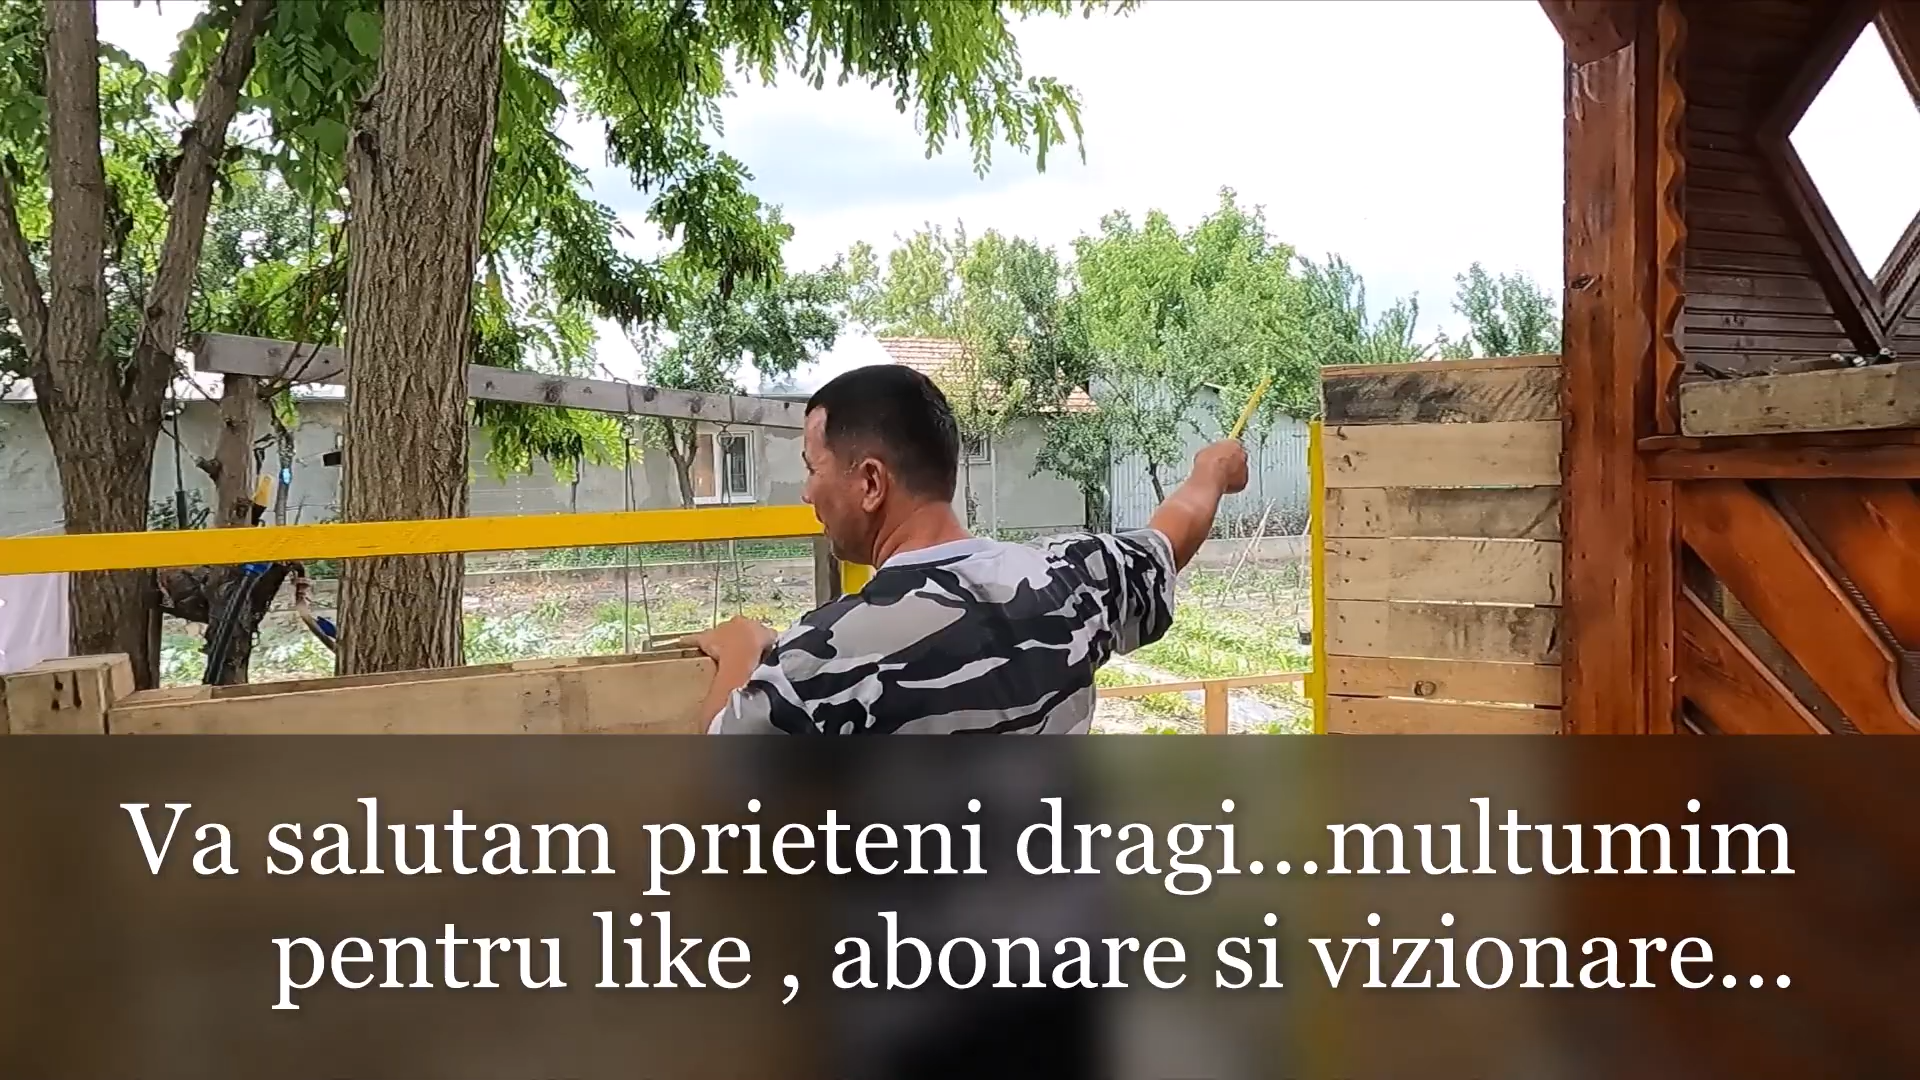 Va salutam prieteni dragi...multumim
pentru like , abonare si vizionare...